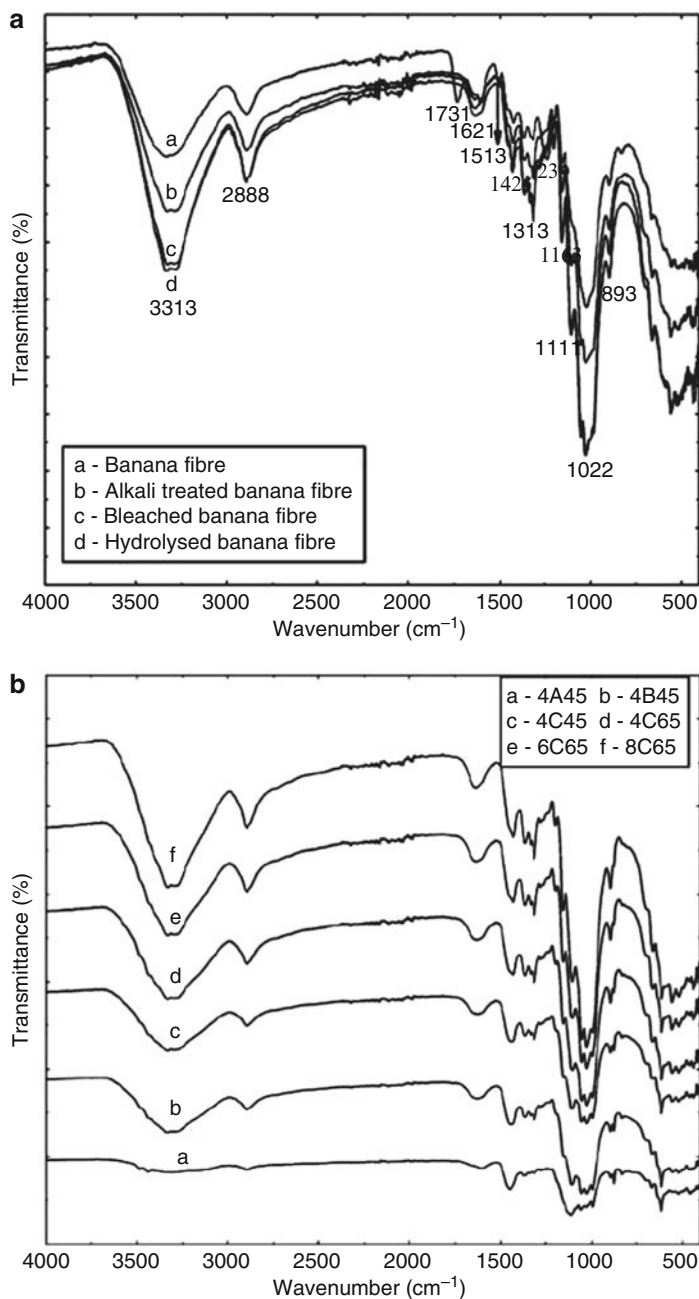 a
Transmittance (%)
a
b
c
d
3313
2888
1731
1621
1513
1313
1163
1111
1022
893
a - Banana fibre
b - Alkali treated banana fibre
c - Bleached banana fibre
d - Hydrolysed banana fibre
4000 3500 3000 2500 2000 1500 1000 500
Wavenumber (cm⁻¹)
b
Transmittance (%)
a - 4A45 b - 4B45
c - 4C45 d - 4C65
e - 6C65 f - 8C65
f
e
d
c
b
a
4000 3500 3000 2500 2000 1500 1000 500
Wavenumber (cm⁻¹)